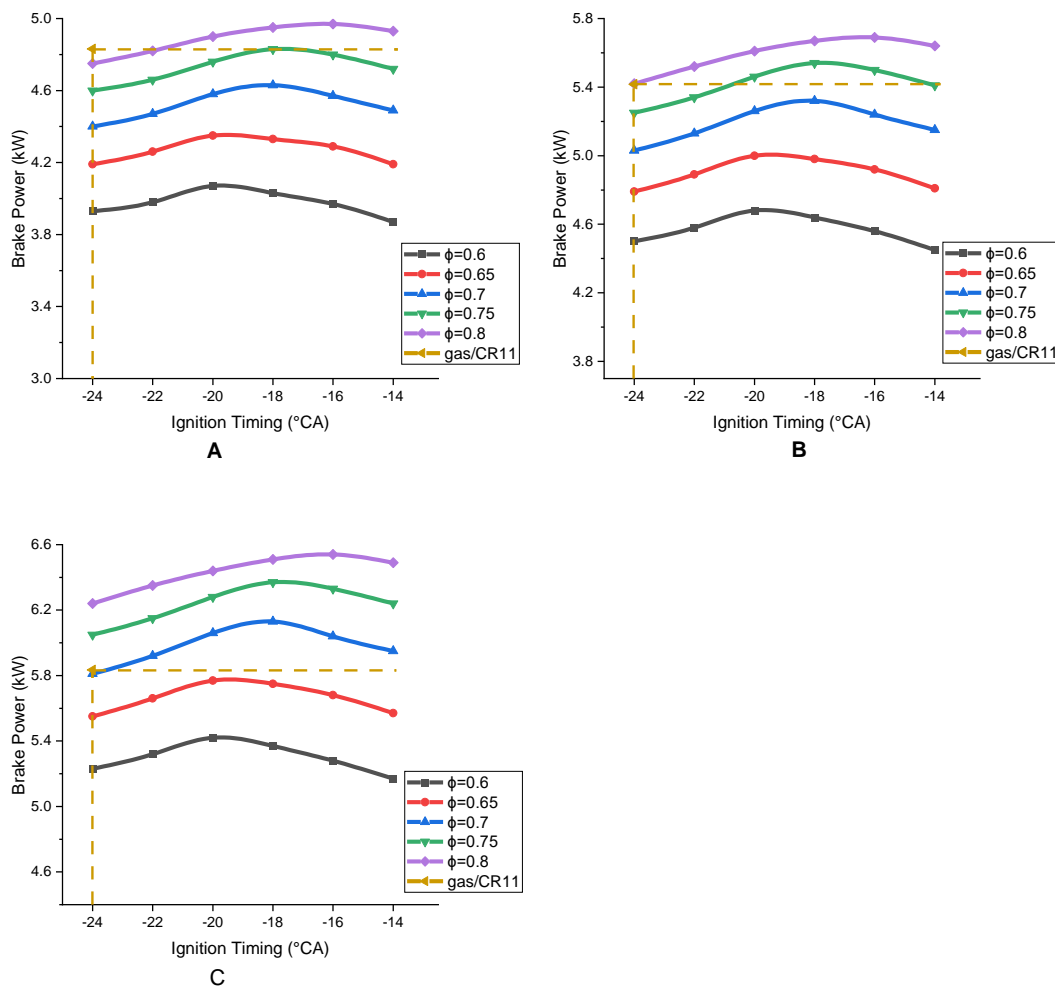 5.0
4.6
4.2
3.8
3.4
3.0
Brake Power (kW)
-24 -22 -20 -18 -16 -14
Ignition Timing (°CA)
ϕ=0.6
ϕ=0.65
ϕ=0.7
ϕ=0.75
ϕ=0.8
gas/CR11
A
5.8
5.4
5.0
4.6
4.2
3.8
Brake Power (kW)
-24 -22 -20 -18 -16 -14
Ignition Timing (°CA)
ϕ=0.6
ϕ=0.65
ϕ=0.7
ϕ=0.75
ϕ=0.8
gas/CR11
B
6.6
6.2
5.8
5.4
5.0
4.6
Brake Power (kW)
-24 -22 -20 -18 -16 -14
Ignition Timing (°CA)
ϕ=0.6
ϕ=0.65
ϕ=0.7
ϕ=0.75
ϕ=0.8
gas/CR11
C